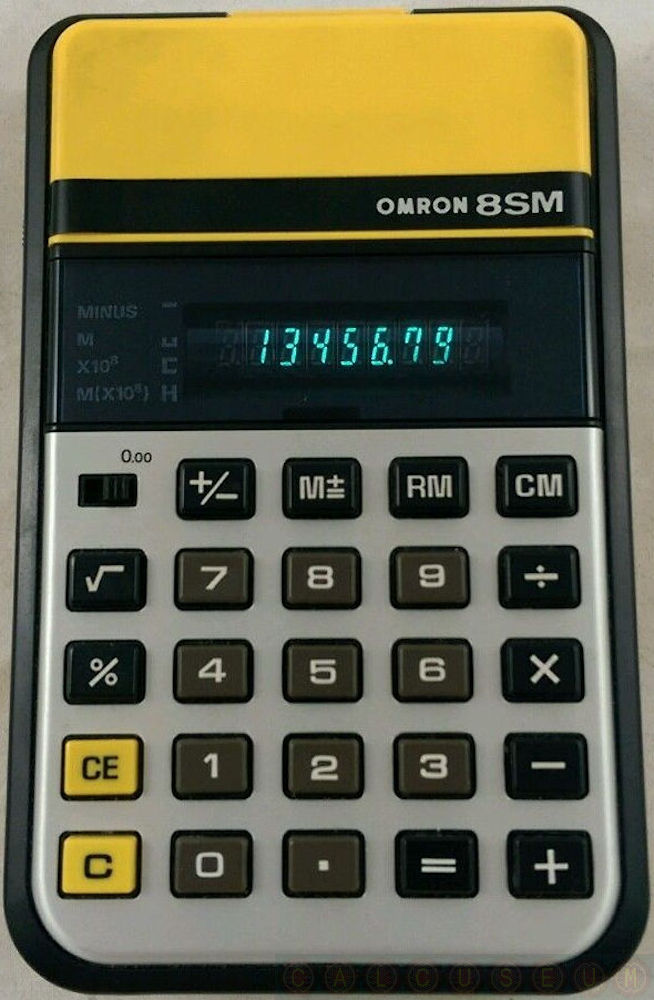 OMRON 8SM
MINUS −
M ⊔
X10⁸ ⊏
M(X10⁸) H
13456.79
0.00
+/− M± RM CM
√ 7 8 9 ÷
% 4 5 6 X
CE 1 2 3 −
C 0 . = +
CALCUSEUM